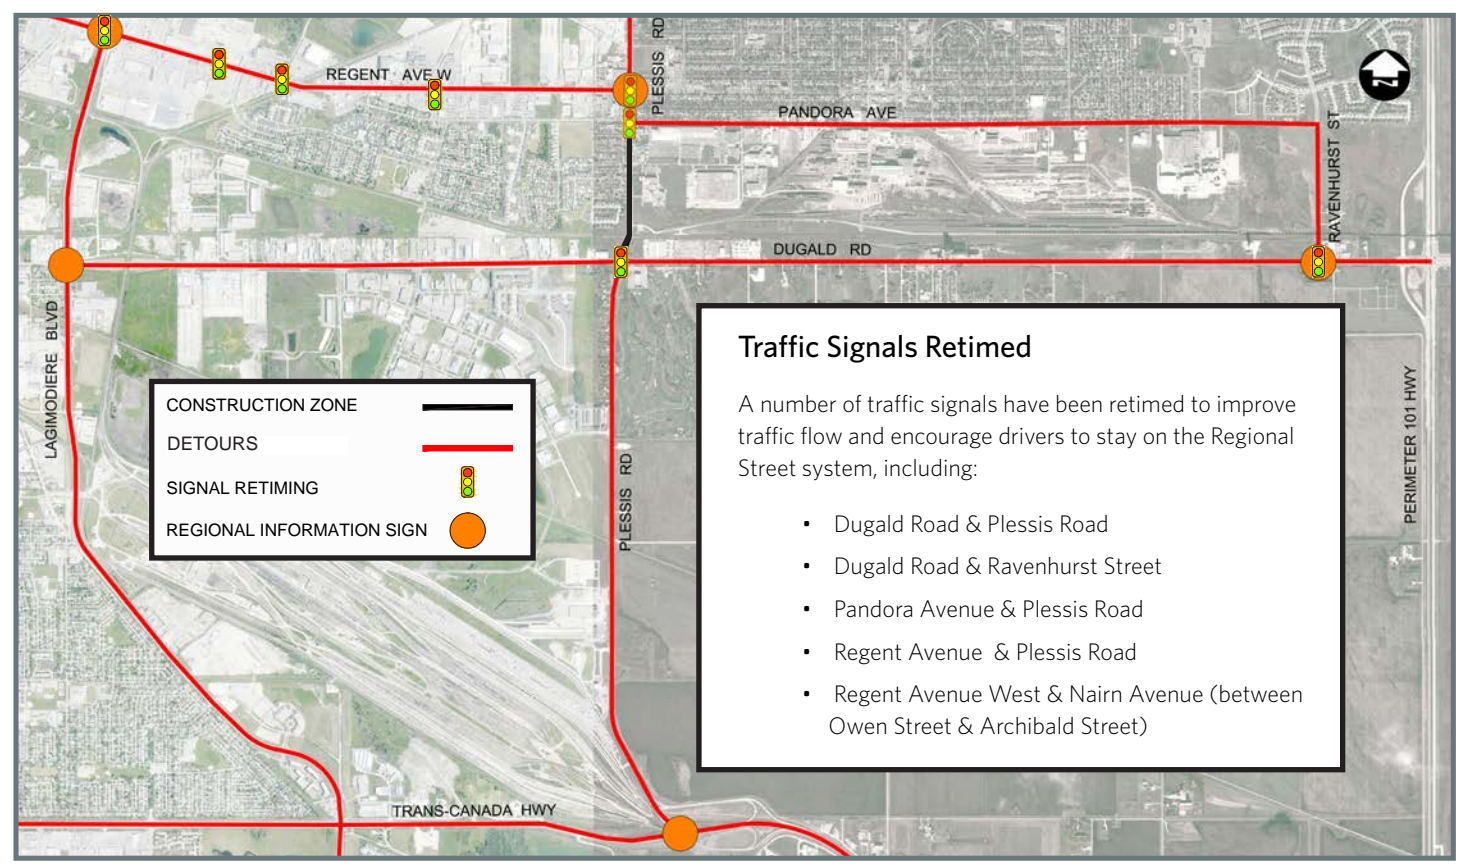 REGENT AVE W
PLESSIS RD
PANDORA AVE
RAVENHURST ST
N
DUGALD RD
LAGIMODIERE BLVD
CONSTRUCTION ZONE
DETOURS
SIGNAL RETIMING
REGIONAL INFORMATION SIGN
PLESSIS RD
Traffic Signals Retimed
A number of traffic signals have been retimed to improve
traffic flow and encourage drivers to stay on the Regional
Street system, including:
• Dugald Road & Plessis Road
• Dugald Road & Ravenhurst Street
• Pandora Avenue & Plessis Road
• Regent Avenue & Plessis Road
• Regent Avenue West & Nairn Avenue (between
Owen Street & Archibald Street)
PERIMETER 101 HWY
TRANS-CANADA HWY